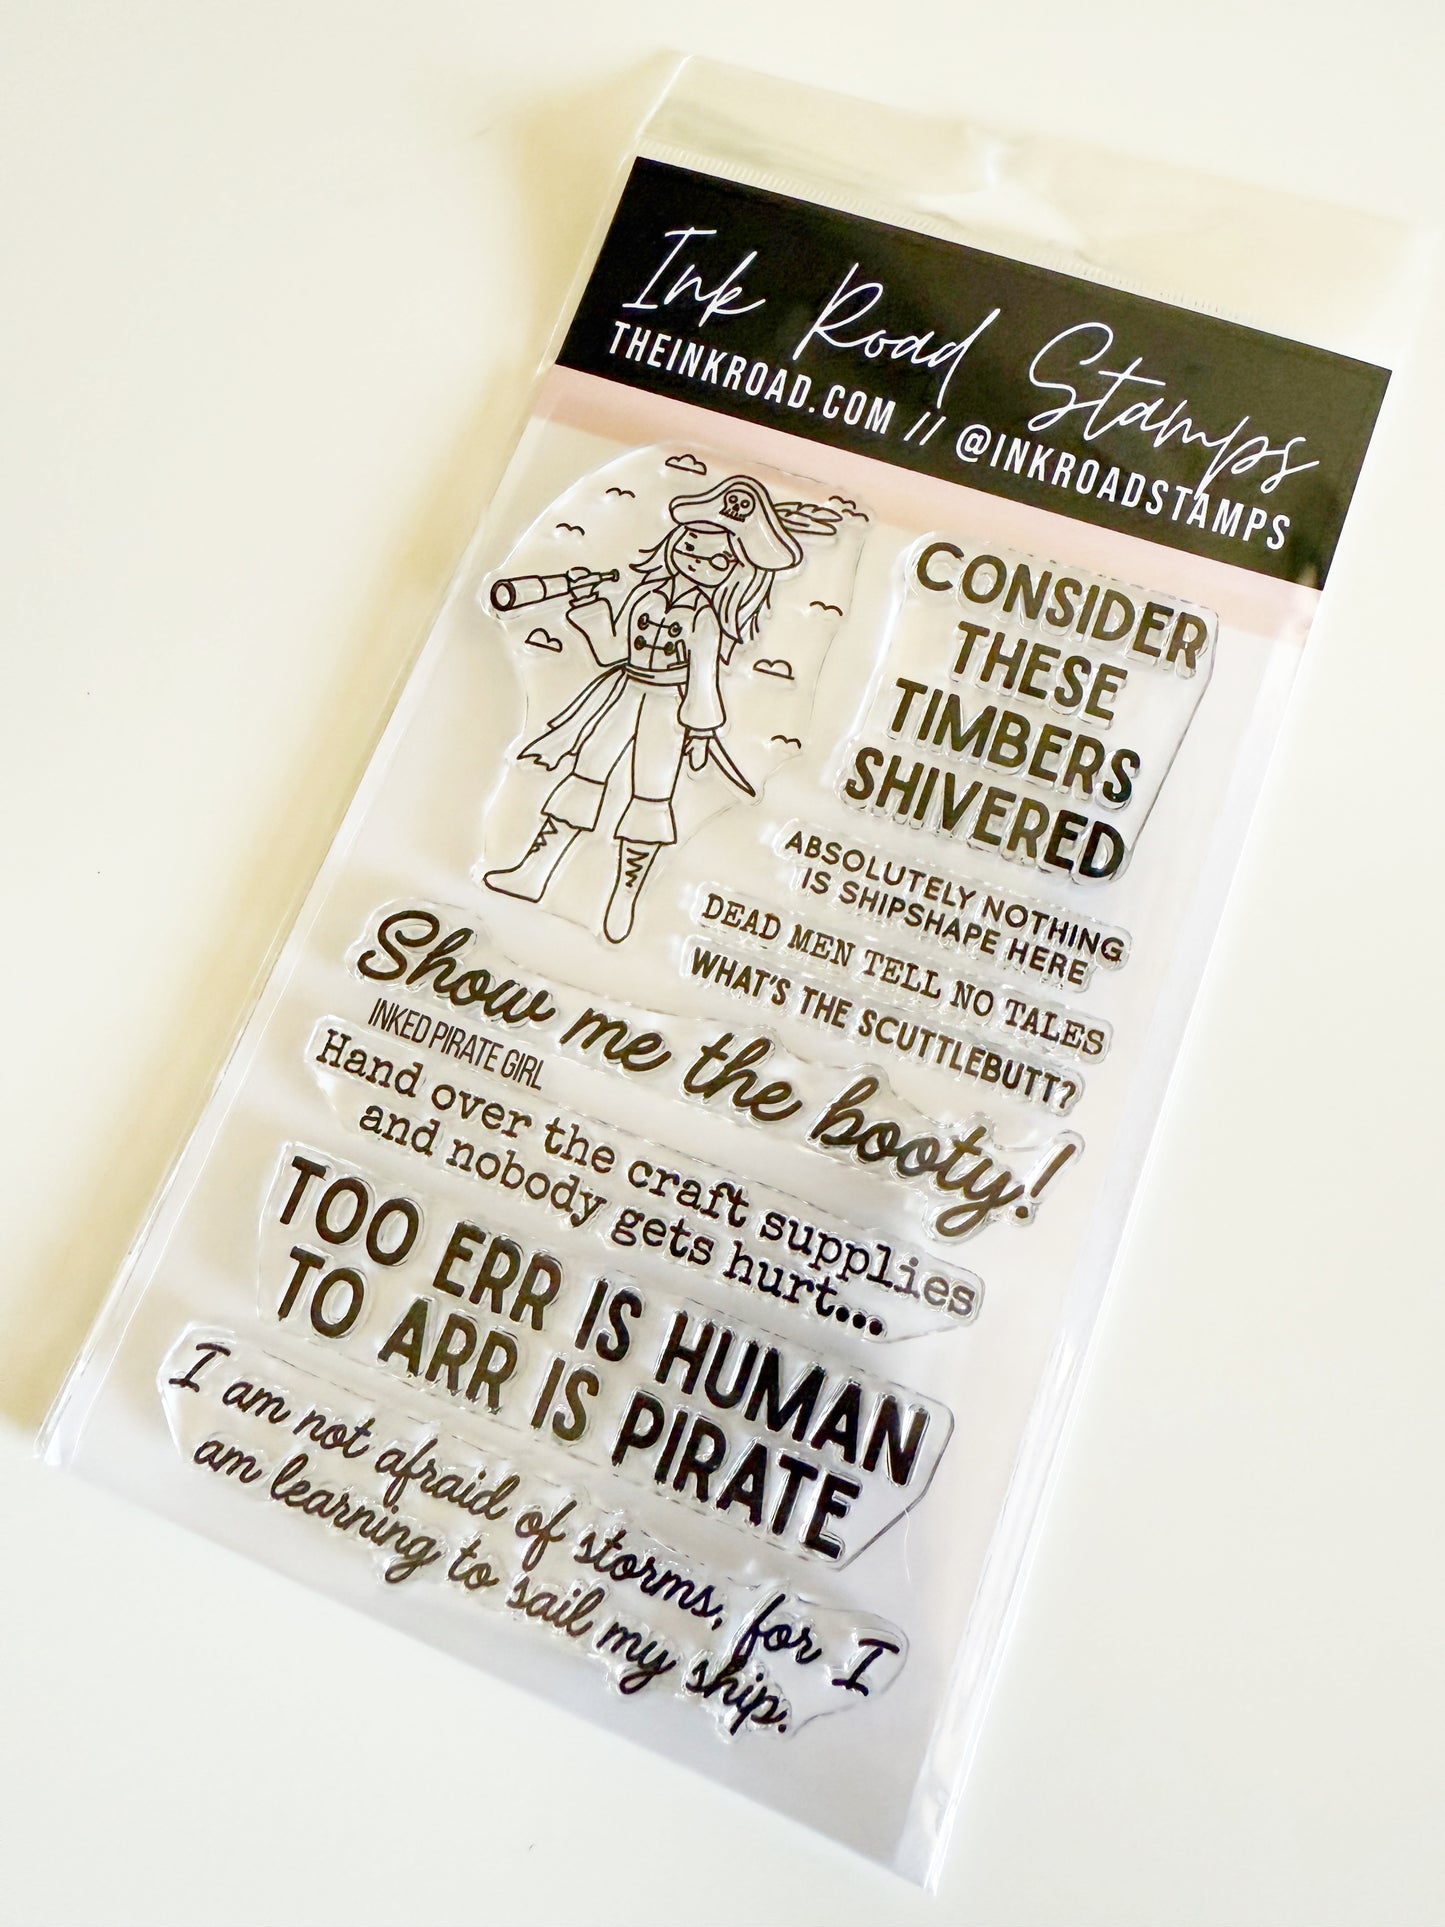 Ink Road Stamps
THEINKROAD.COM // @INKROADSTAMPS
CONSIDER
THESE
TIMBERS
SHIVERED
ABSOLUTELY NOTHING
IS SHIPSHAPE HERE
DEAD MEN TELL NO TALES
WHAT'S THE SCUTTLEBUTT?
Show me the booty!
INKED PIRATE GIRL
Hand over the craft supplies
and nobody gets hurt...
TOO ERR IS HUMAN
TO ARR IS PIRATE
I am not afraid of storms, for I
am learning to sail my ship.